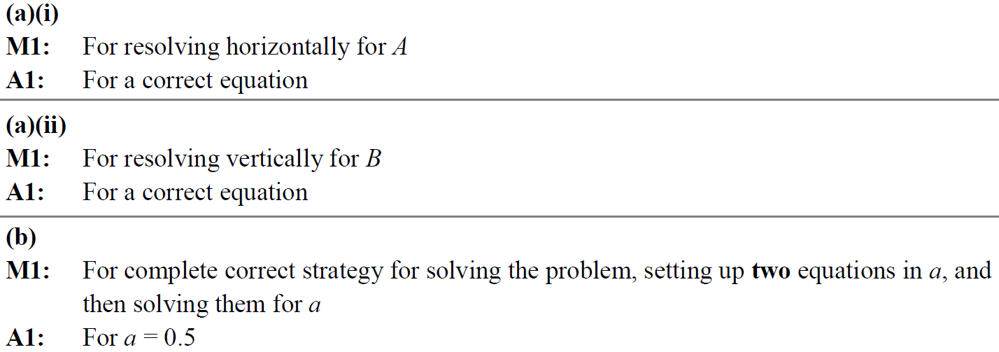 (a)(i)
M1: For resolving horizontally for A
A1: For a correct equation
(a)(ii)
M1: For resolving vertically for B
A1: For a correct equation
(b)
M1: For complete correct strategy for solving the problem, setting up two equations in a, and
then solving them for a
A1: For a = 0.5